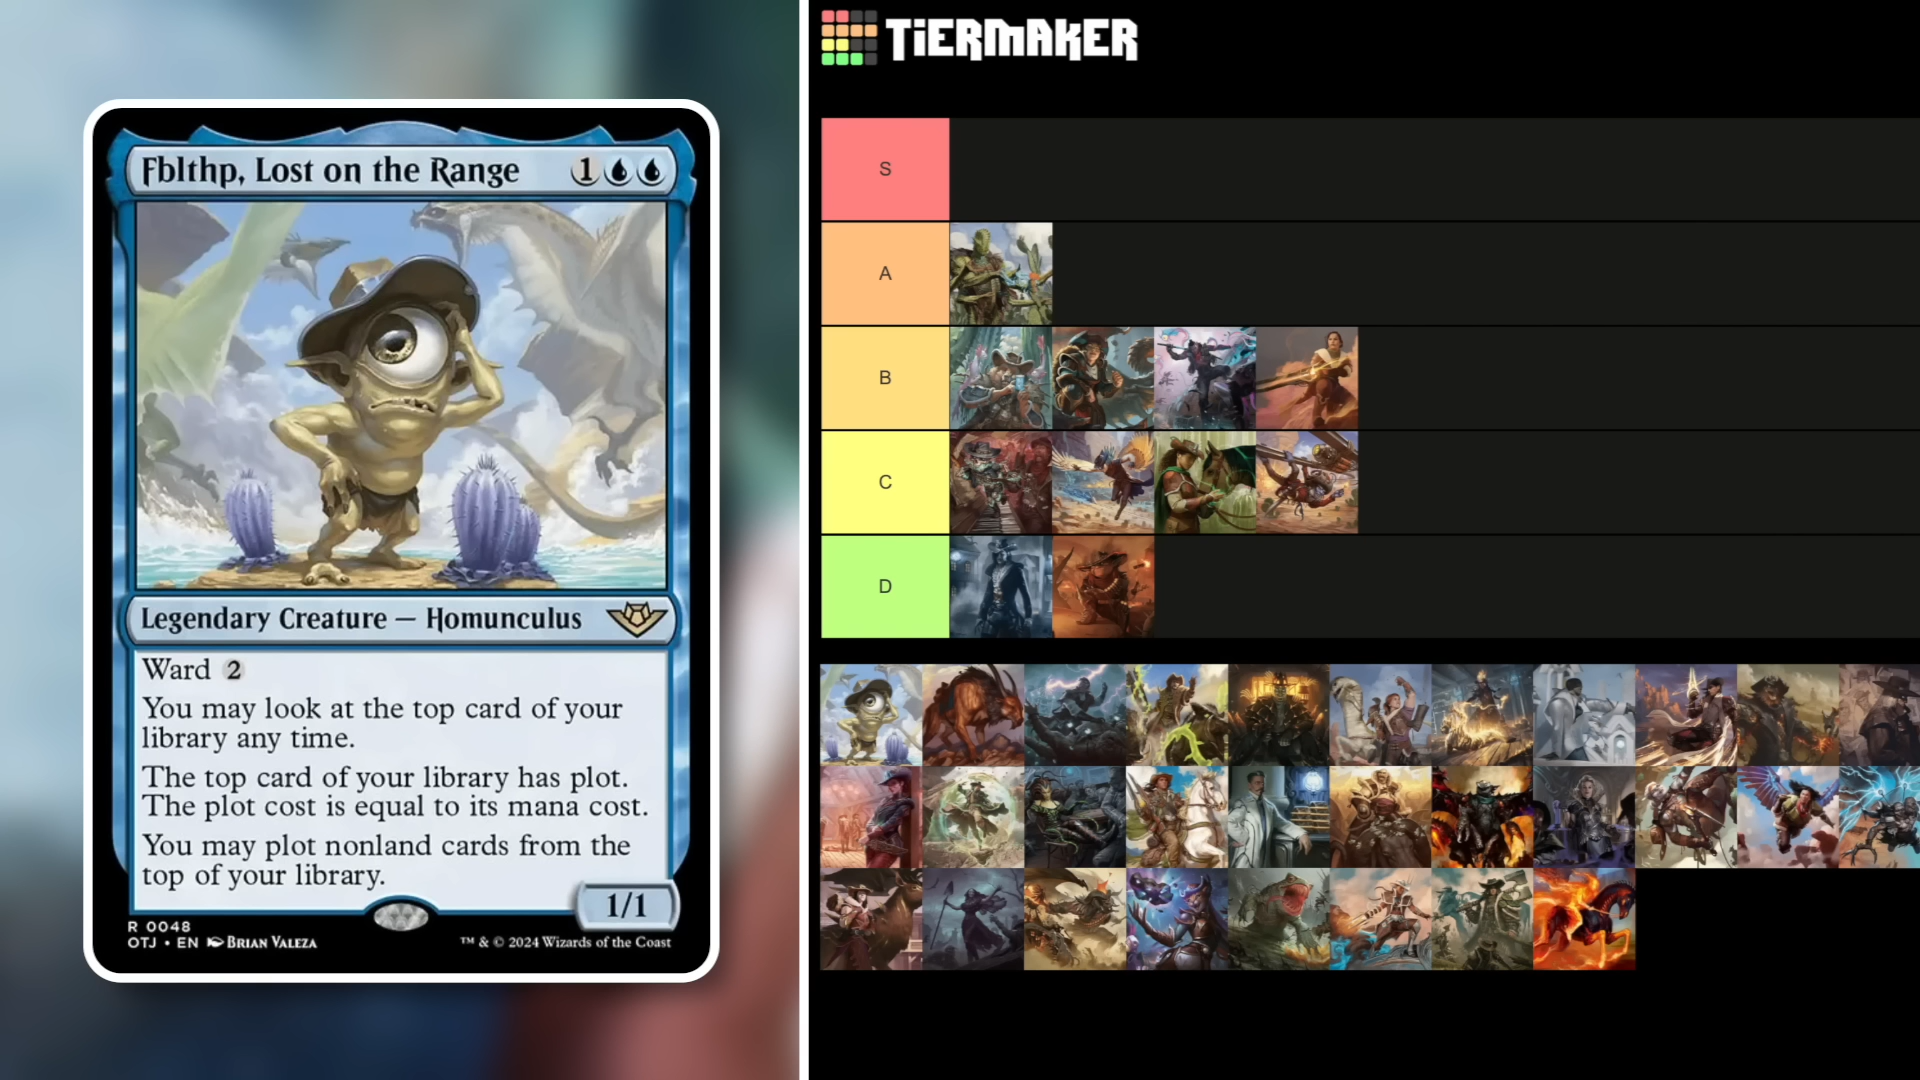 Fblthp, Lost on the Range 1
Legendary Creature — Homunculus
Ward 2
You may look at the top card of your
library any time.
The top card of your library has plot.
The plot cost is equal to its mana cost.
You may plot nonland cards from the
top of your library.
1/1
R 0048
OTJ • EN BRIAN VALEZA
™ & © 2024 Wizards of the Coast
TiERMAKER
S
A
B
C
D